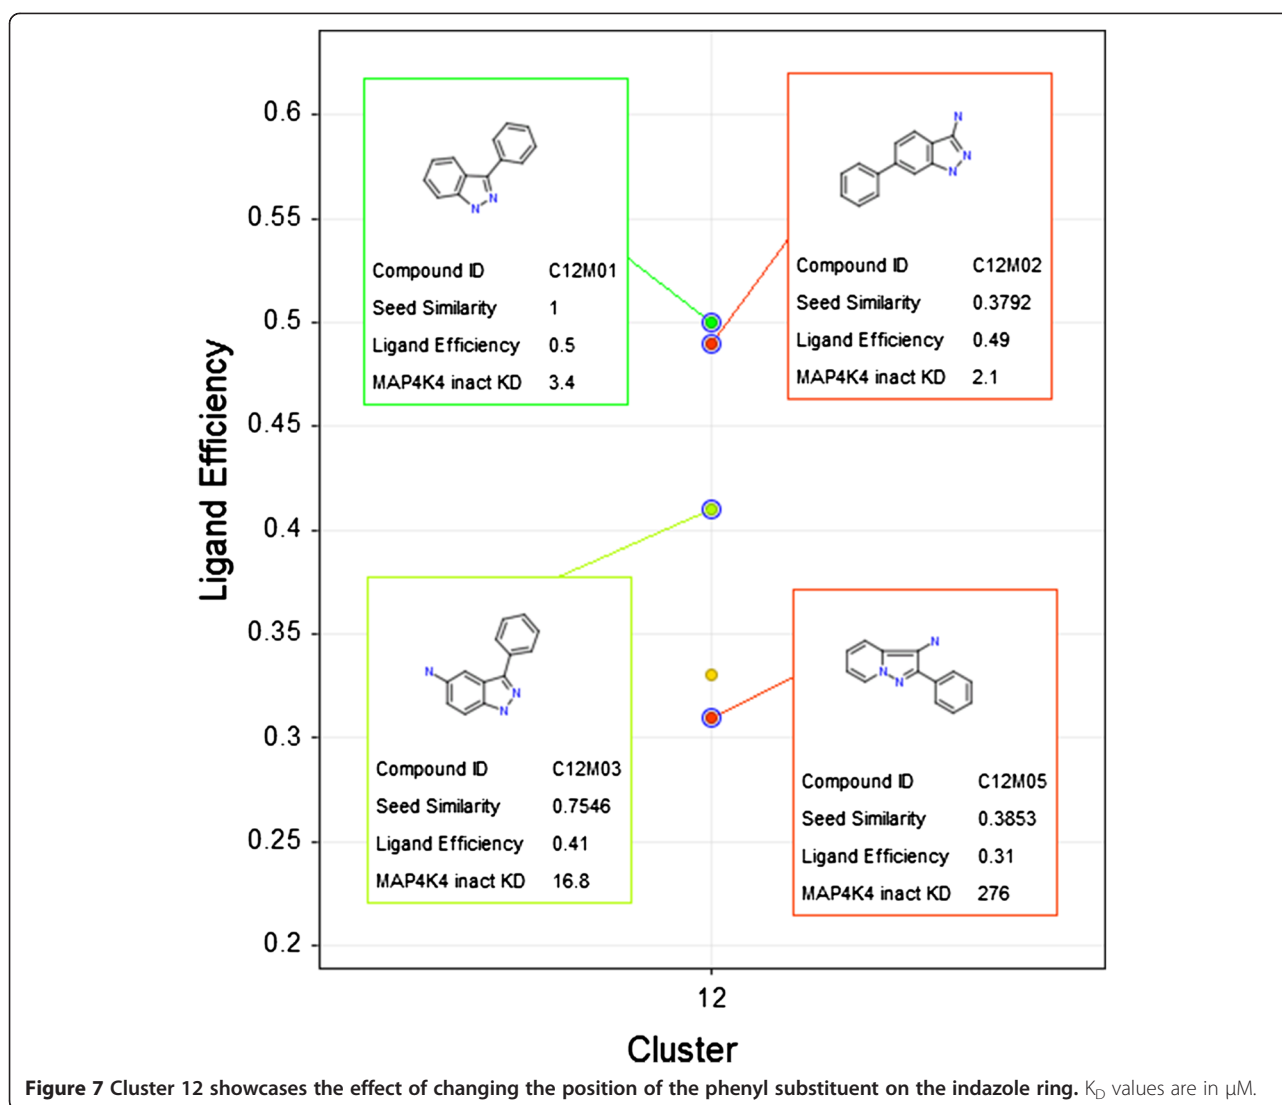 0.6
0.55
0.5
0.45
0.4
0.35
0.3
0.25
0.2
Ligand Efficiency
N
N
Compound ID C12M01
Seed Similarity 1
Ligand Efficiency 0.5
MAP4K4 inact KD 3.4
N
N
N
Compound ID C12M02
Seed Similarity 0.3792
Ligand Efficiency 0.49
MAP4K4 inact KD 2.1
N
N
N
Compound ID C12M03
Seed Similarity 0.7546
Ligand Efficiency 0.41
MAP4K4 inact KD 16.8
N
N
N
Compound ID C12M05
Seed Similarity 0.3853
Ligand Efficiency 0.31
MAP4K4 inact KD 276
12
Cluster
Figure 7 Cluster 12 showcases the effect of changing the position of the phenyl substituent on the indazole ring. KD values are in μM.